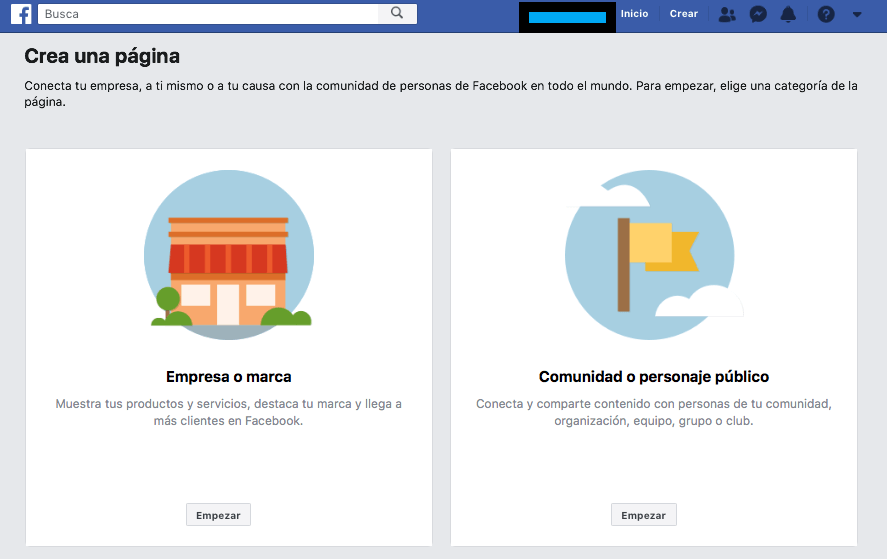 f
Busca
Inicio
Crear
Crea una página
Conecta tu empresa, a ti mismo o a tu causa con la comunidad de personas de Facebook en todo el mundo. Para empezar, elige una categoría de la
página.
Empresa o marca
Muestra tus productos y servicios, destaca tu marca y llega a
más clientes en Facebook.
Empezar
Comunidad o personaje público
Conecta y comparte contenido con personas de tu comunidad,
organización, equipo, grupo o club.
Empezar